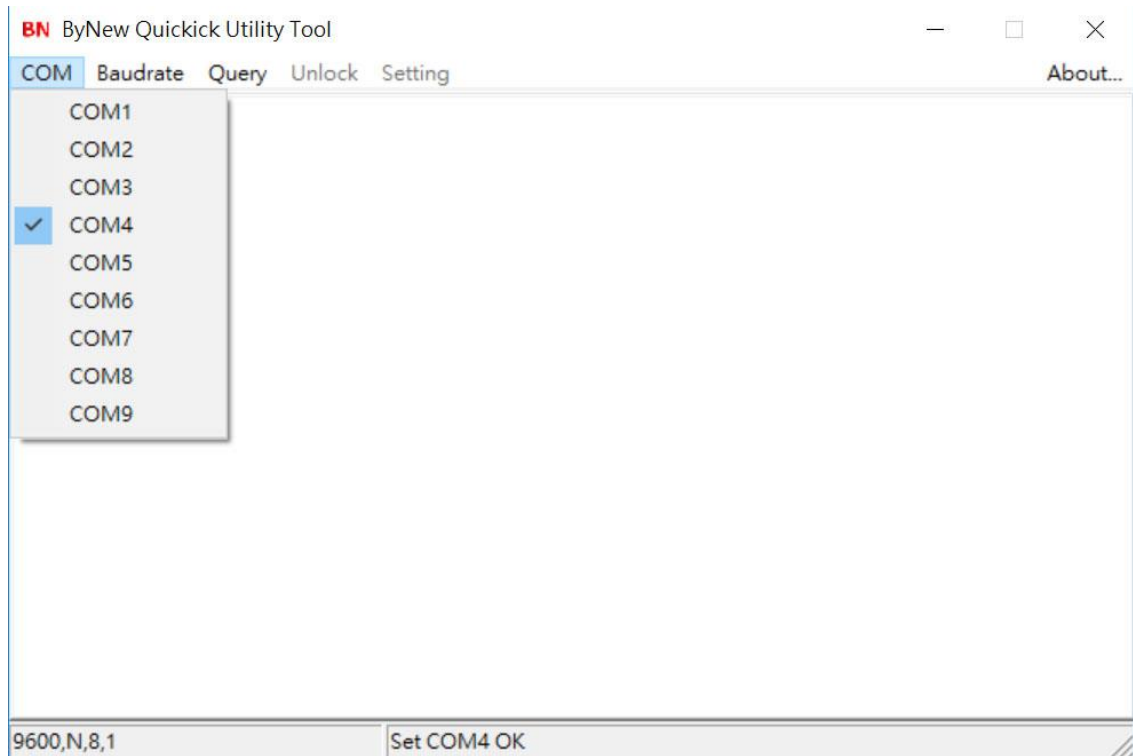 BN ByNew Quickick Utility Tool
COM Baudrate Query Unlock Setting About...
COM1
COM2
COM3
COM4
COM5
COM6
COM7
COM8
COM9
9600,N,8,1 Set COM4 OK